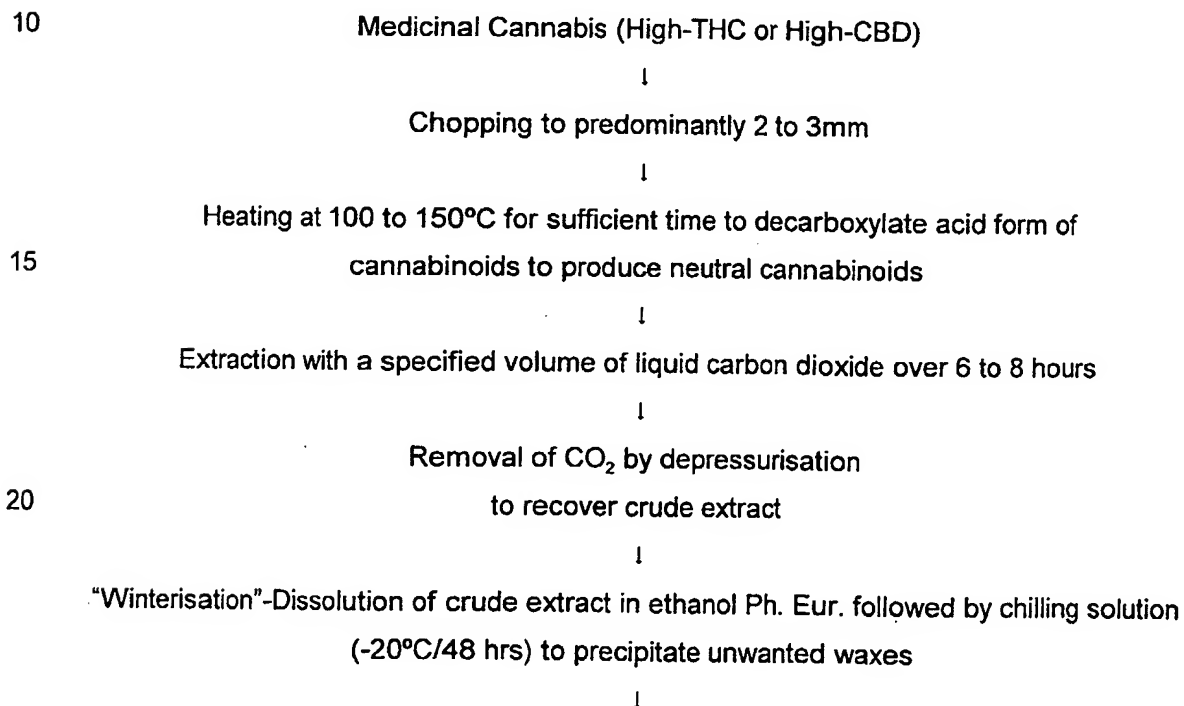 10 Medicinal Cannabis (High-THC or High-CBD)
↓
Chopping to predominantly 2 to 3mm
↓
Heating at 100 to 150ºC for sufficient time to decarboxylate acid form of
15 cannabinoids to produce neutral cannabinoids
↓
Extraction with a specified volume of liquid carbon dioxide over 6 to 8 hours
↓
Removal of CO₂ by depressurisation
20 to recover crude extract
↓
"Winterisation"-Dissolution of crude extract in ethanol Ph. Eur. followed by chilling solution
(-20ºC/48 hrs) to precipitate unwanted waxes
↓